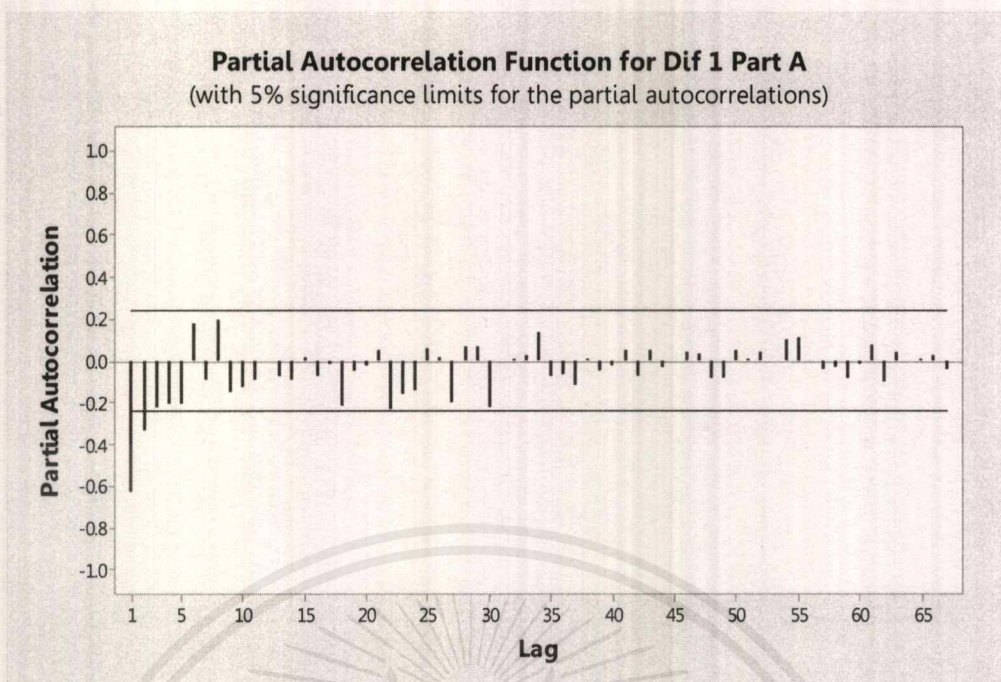 Partial Autocorrelation Function for Dif 1 Part A
(with 5% significance limits for the partial autocorrelations)
Partial Autocorrelation
1.0
0.8
0.6
0.4
0.2
0.0
-0.2
-0.4
-0.6
-0.8
-1.0
1 5 10 15 20 25 30 35 40 45 50 55 60 65
Lag